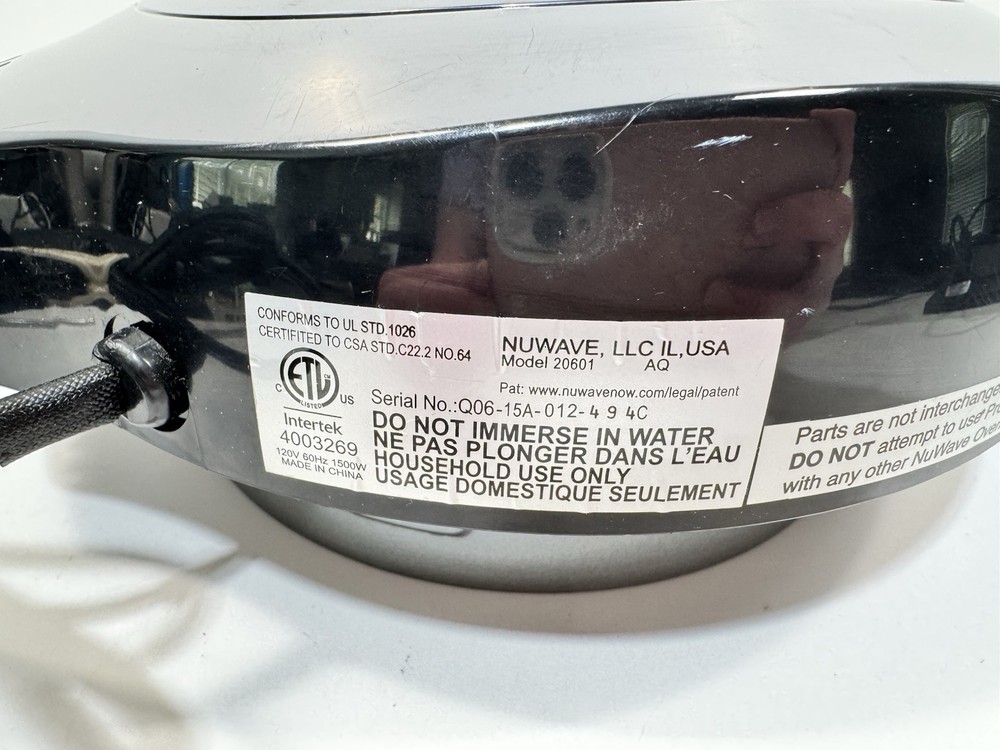 CONFORMS TO UL STD.1026
CERTIFITED TO CSA STD.C22.2 NO.64
ETL
LISTED
C US
Intertek
4003269
120V 60Hz 1500W
MADE IN CHINA
NUWAVE, LLC IL,USA
Model 20601 AQ
Pat: www.nuwavenow.com/legal/patent
Serial No.:Q06-15A-012-4 9 4C
DO NOT IMMERSE IN WATER
NE PAS PLONGER DANS L'EAU
HOUSEHOLD USE ONLY
USAGE DOMESTIQUE SEULEMENT
Parts are not
DO NOT attempt to use
with any other NuWave